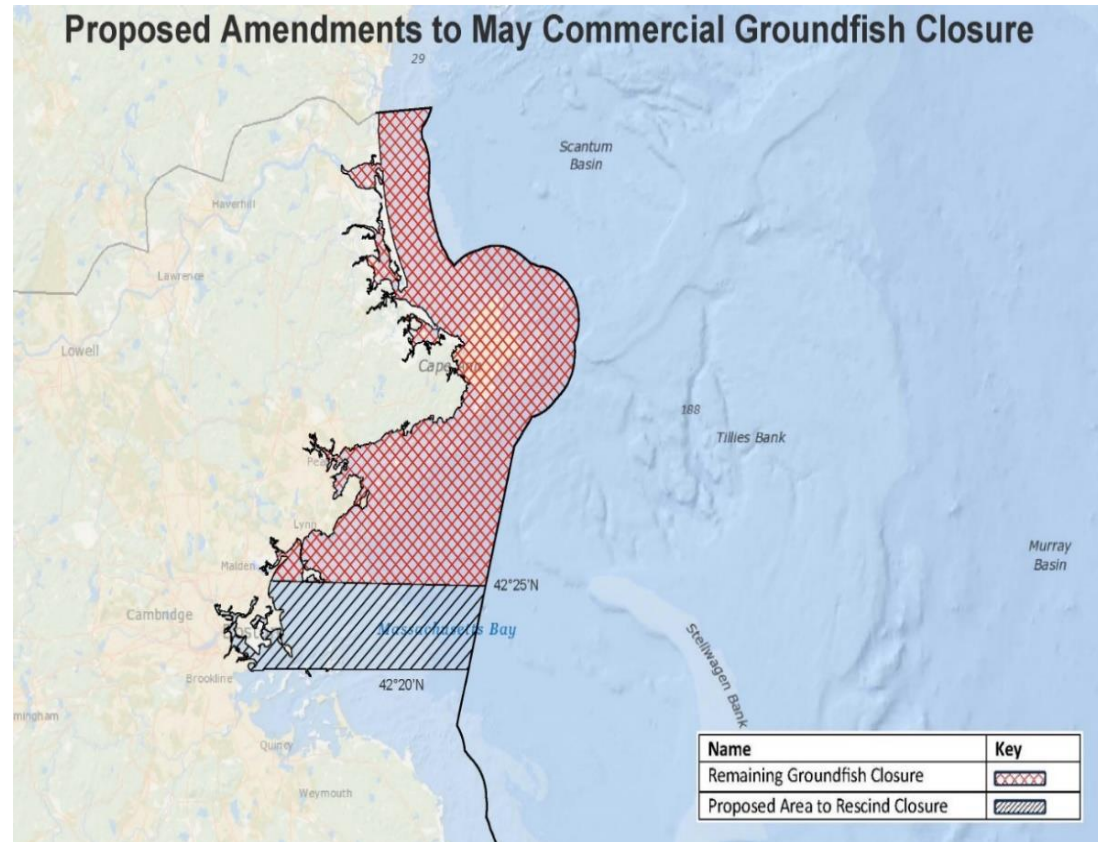 Proposed Amendments to May Commercial Groundfish Closure
29
Scantum
Basin
Haverhill
Lawrence
Lowell
Cape
188
Tillies Bank
Lynn
Murray
Basin
Malden
42°25'N
Cambridge
Massachusetts Bay
Stellwagen Bank
Brookline
42°20'N
mingham
Quincy
Weymouth
Name Key
Remaining Groundfish Closure
Proposed Area to Rescind Closure